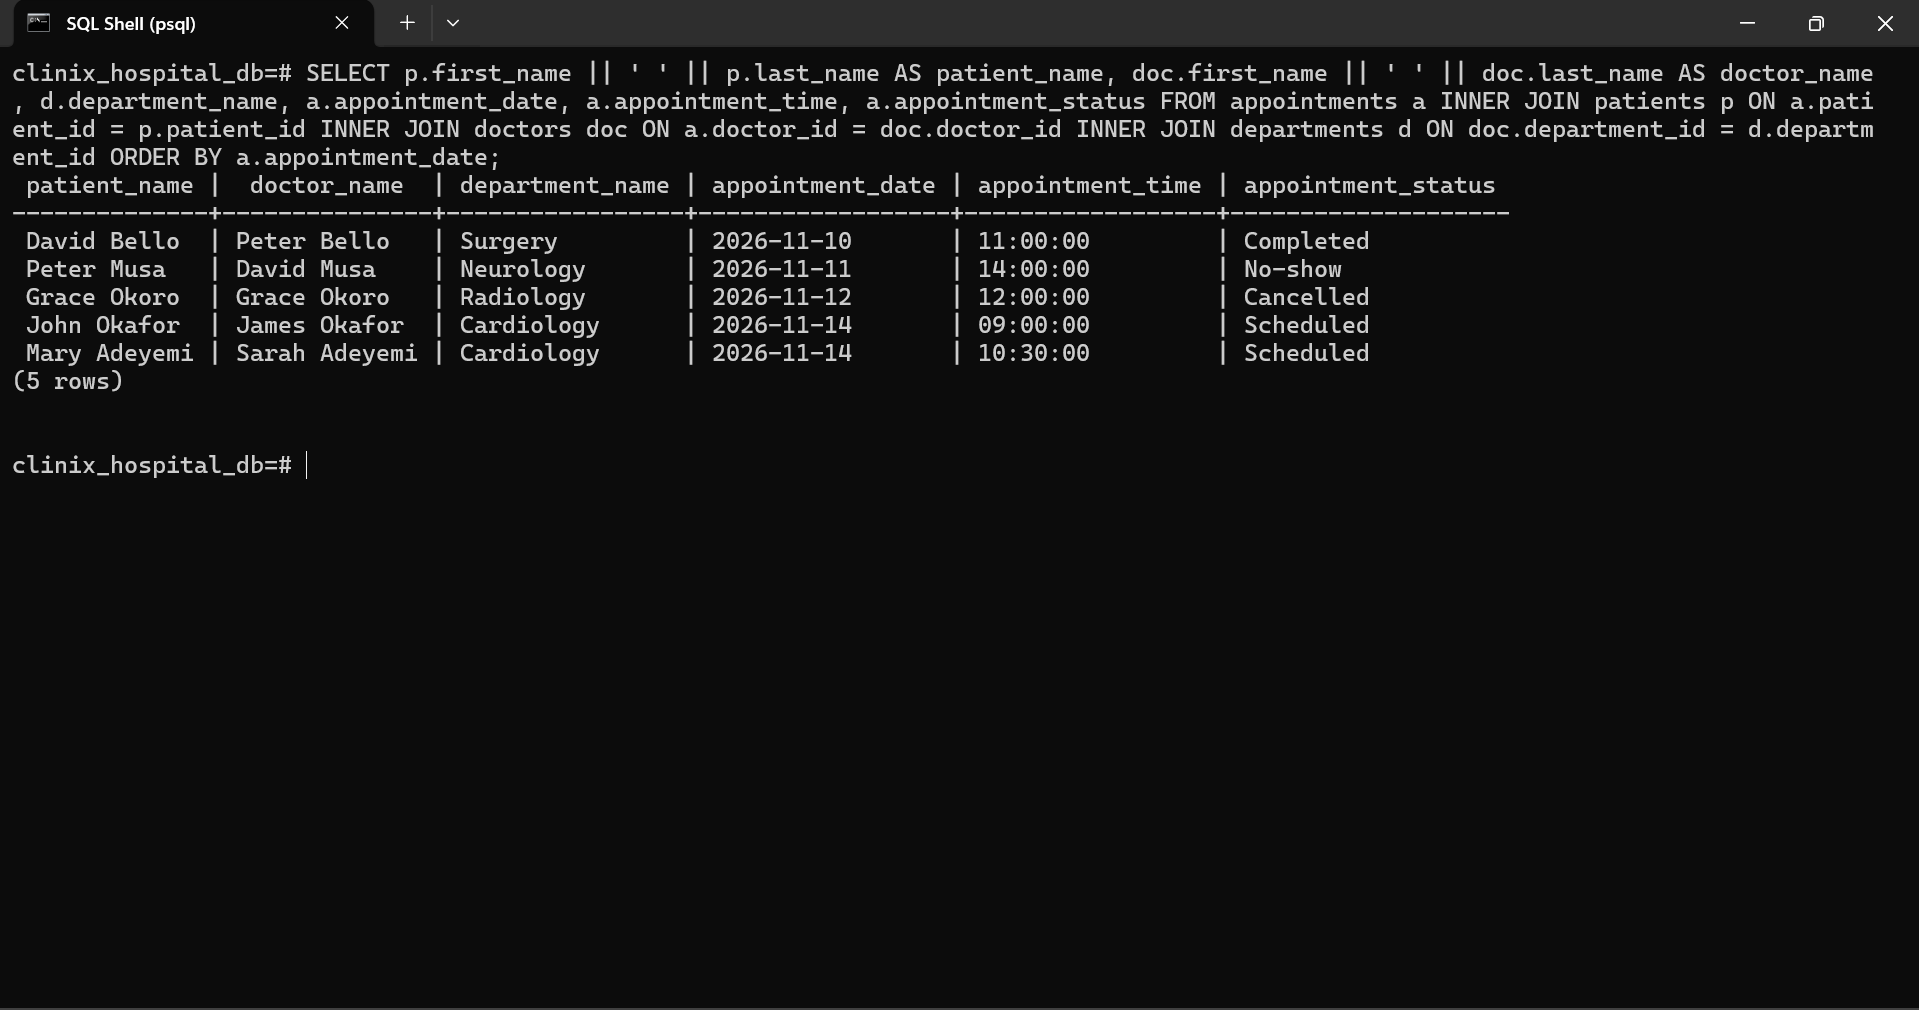 SQL Shell (psql)
clinix_hospital_db=# SELECT p.first_name || ' ' || p.last_name AS patient_name, doc.first_name || ' ' || doc.last_name AS doctor_name
, d.department_name, a.appointment_date, a.appointment_time, a.appointment_status FROM appointments a INNER JOIN patients p ON a.pati
ent_id = p.patient_id INNER JOIN doctors doc ON a.doctor_id = doc.doctor_id INNER JOIN departments d ON doc.department_id = d.departm
ent_id ORDER BY a.appointment_date;
 patient_name |  doctor_name  | department_name | appointment_date | appointment_time | appointment_status
--------------+---------------+-----------------+------------------+------------------+--------------------
 David Bello  | Peter Bello   | Surgery         | 2026-11-10       | 11:00:00         | Completed
 Peter Musa   | David Musa    | Neurology       | 2026-11-11       | 14:00:00         | No-show
 Grace Okoro  | Grace Okoro   | Radiology       | 2026-11-12       | 12:00:00         | Cancelled
 John Okafor  | James Okafor  | Cardiology      | 2026-11-14       | 09:00:00         | Scheduled
 Mary Adeyemi | Sarah Adeyemi | Cardiology      | 2026-11-14       | 10:30:00         | Scheduled
(5 rows)
clinix_hospital_db=#